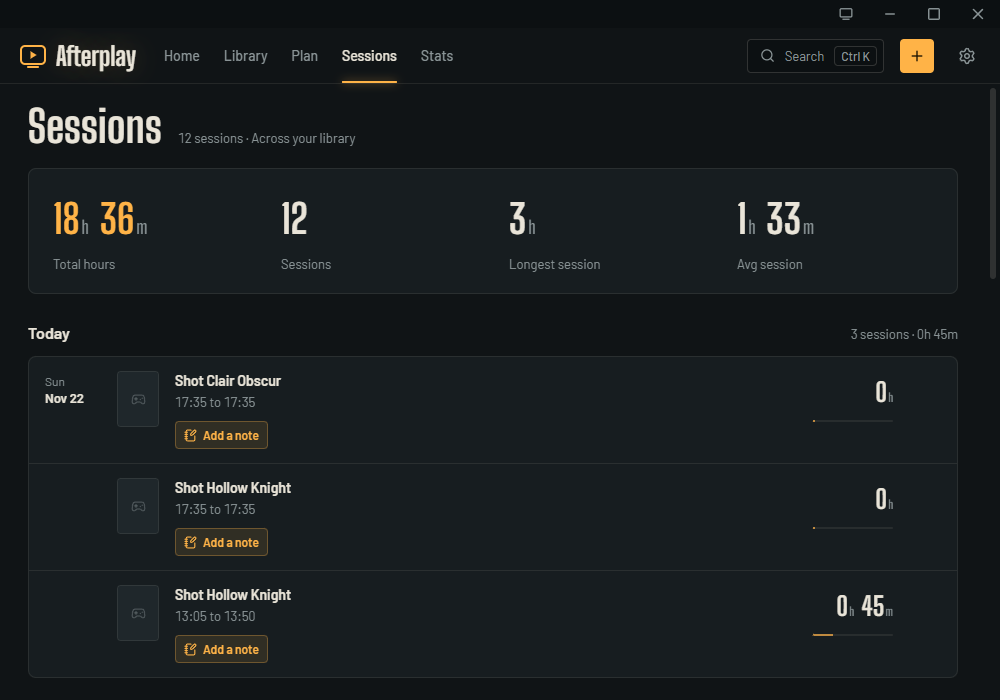 Afterplay
Home Library Plan Sessions Stats
Search Ctrl K
Sessions
12 sessions · Across your library
18h 36m
Total hours
12
Sessions
3h
Longest session
1h 33m
Avg session
Today
3 sessions · 0h 45m
Sun
Nov 22
Shot Clair Obscur
17:35 to 17:35
Add a note
0h
Shot Hollow Knight
17:35 to 17:35
Add a note
0h
Shot Hollow Knight
13:05 to 13:50
Add a note
0h 45m